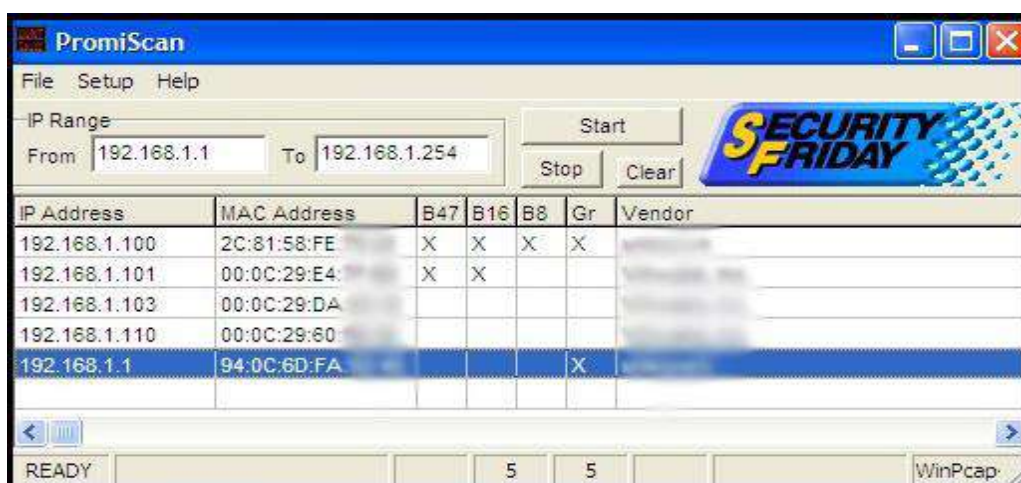 PromiScan
File Setup Help
IP Range
From 192.168.1.1 To 192.168.1.254
Start
Stop Clear
SECURITY
FRIDAY
IP Address MAC Address B47 B16 B8 Gr Vendor
192.168.1.100 2C:81:58:FE X X X X
192.168.1.101 00:0C:29:E4: X X
192.168.1.103 00:0C:29:DA
192.168.1.110 00:0C:29:60:
192.168.1.1 94:0C:6D:FA X
READY 5 5 WinPcap